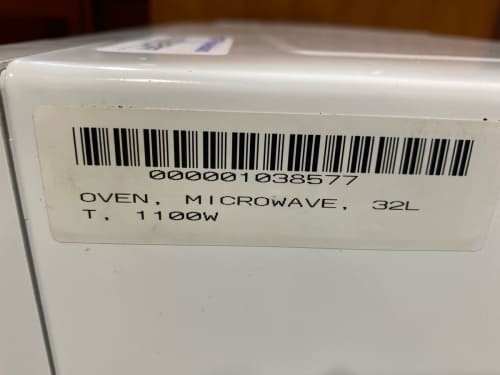 000001038577
OVEN, MICROWAVE, 32L
T, 1100W